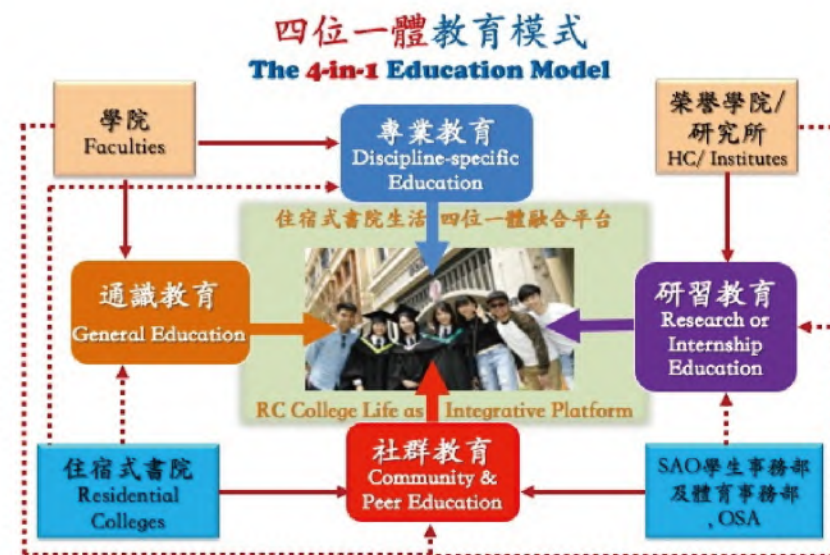 四位一體教育模式
The 4-in-1 Education Model
學院
Faculties
專業教育
Discipline-specific
Education
榮譽學院/
研究所
HC/ Institutes
住宿式書院生活 四位一體融合平台
通識教育
General Education
研習教育
Research or
Internship
Education
RC College Life as Integrative Platform
住宿式書院
Residential
Colleges
社群教育
Community &
Peer Education
SAO學生事務部
及體育事務部
, OSA